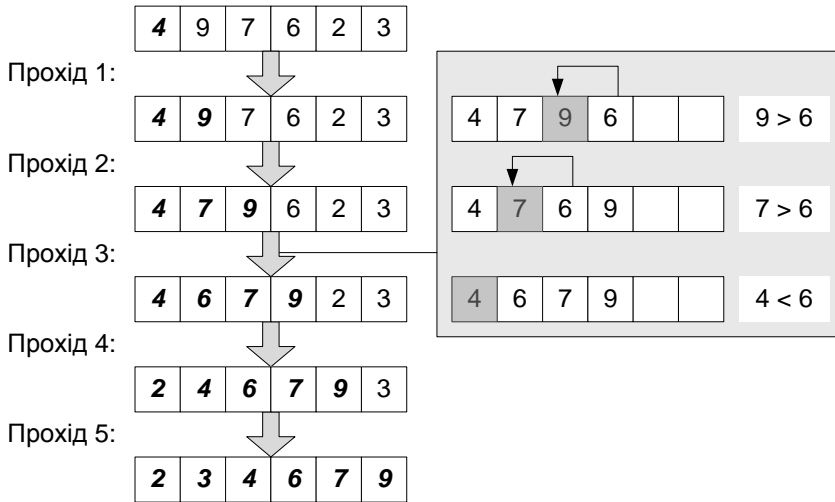 4 9 7 6 2 3
Прохід 1:
4 9 7 6 2 3
Прохід 2:
4 7 9 6 2 3
Прохід 3:
4 6 7 9 2 3
Прохід 4:
2 4 6 7 9 3
Прохід 5:
2 3 4 6 7 9
4 7 9 6 9 > 6
4 7 6 9 7 > 6
4 6 7 9 4 < 6